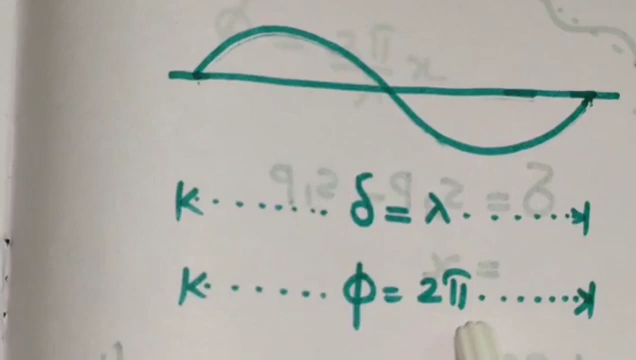 δ = λ
ϕ = 2π